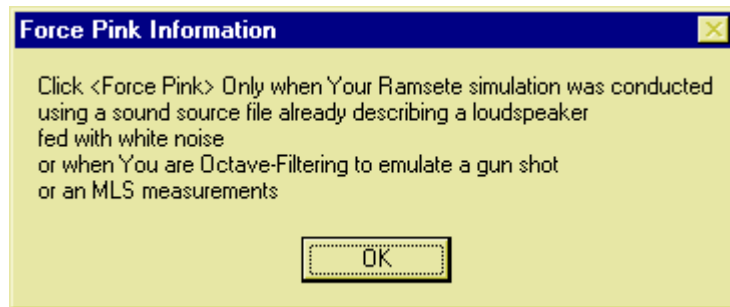 Force Pink Information
Click <Force Pink> Only when Your Ramsete simulation was conducted
using a sound source file already describing a loudspeaker
fed with white noise
or when You are Octave-Filtering to emulate a gun shot
or an MLS measurements
OK